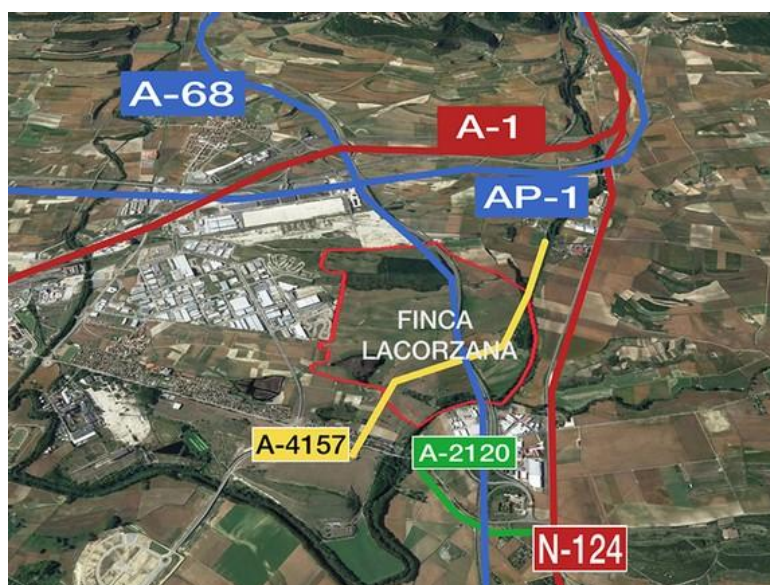 A-68
A-1
AP-1
FINCA
LACORZANA
A-4157
A-2120
N-124